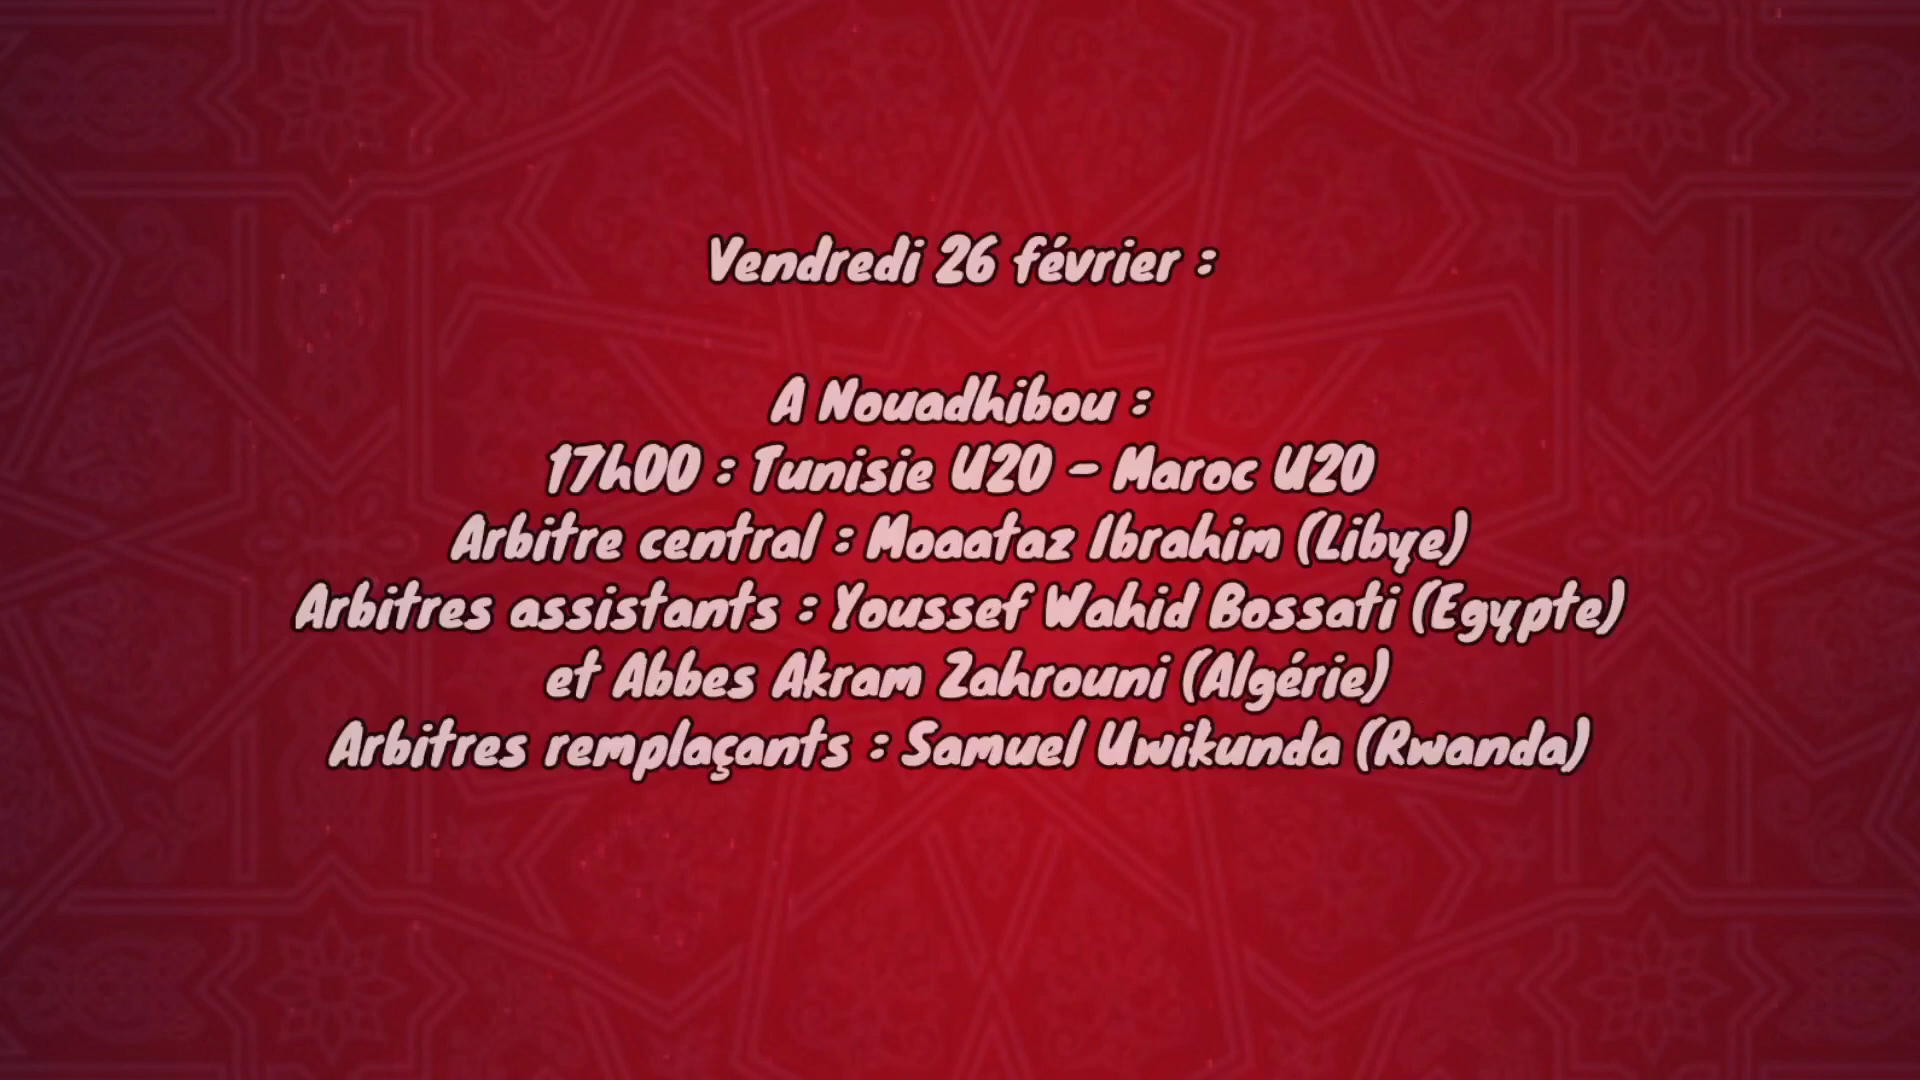 Vendredi 26 février :
A Nouadhibou :
17h00 : Tunisie U20 - Maroc U20
Arbitre central : Moaataz Ibrahim (Libye)
Arbitres assistants : Youssef Wahid Bossati (Egypte)
et Abbes Akram Zahrouni (Algérie)
Arbitres remplaçants : Samuel Uwikunda (Rwanda)